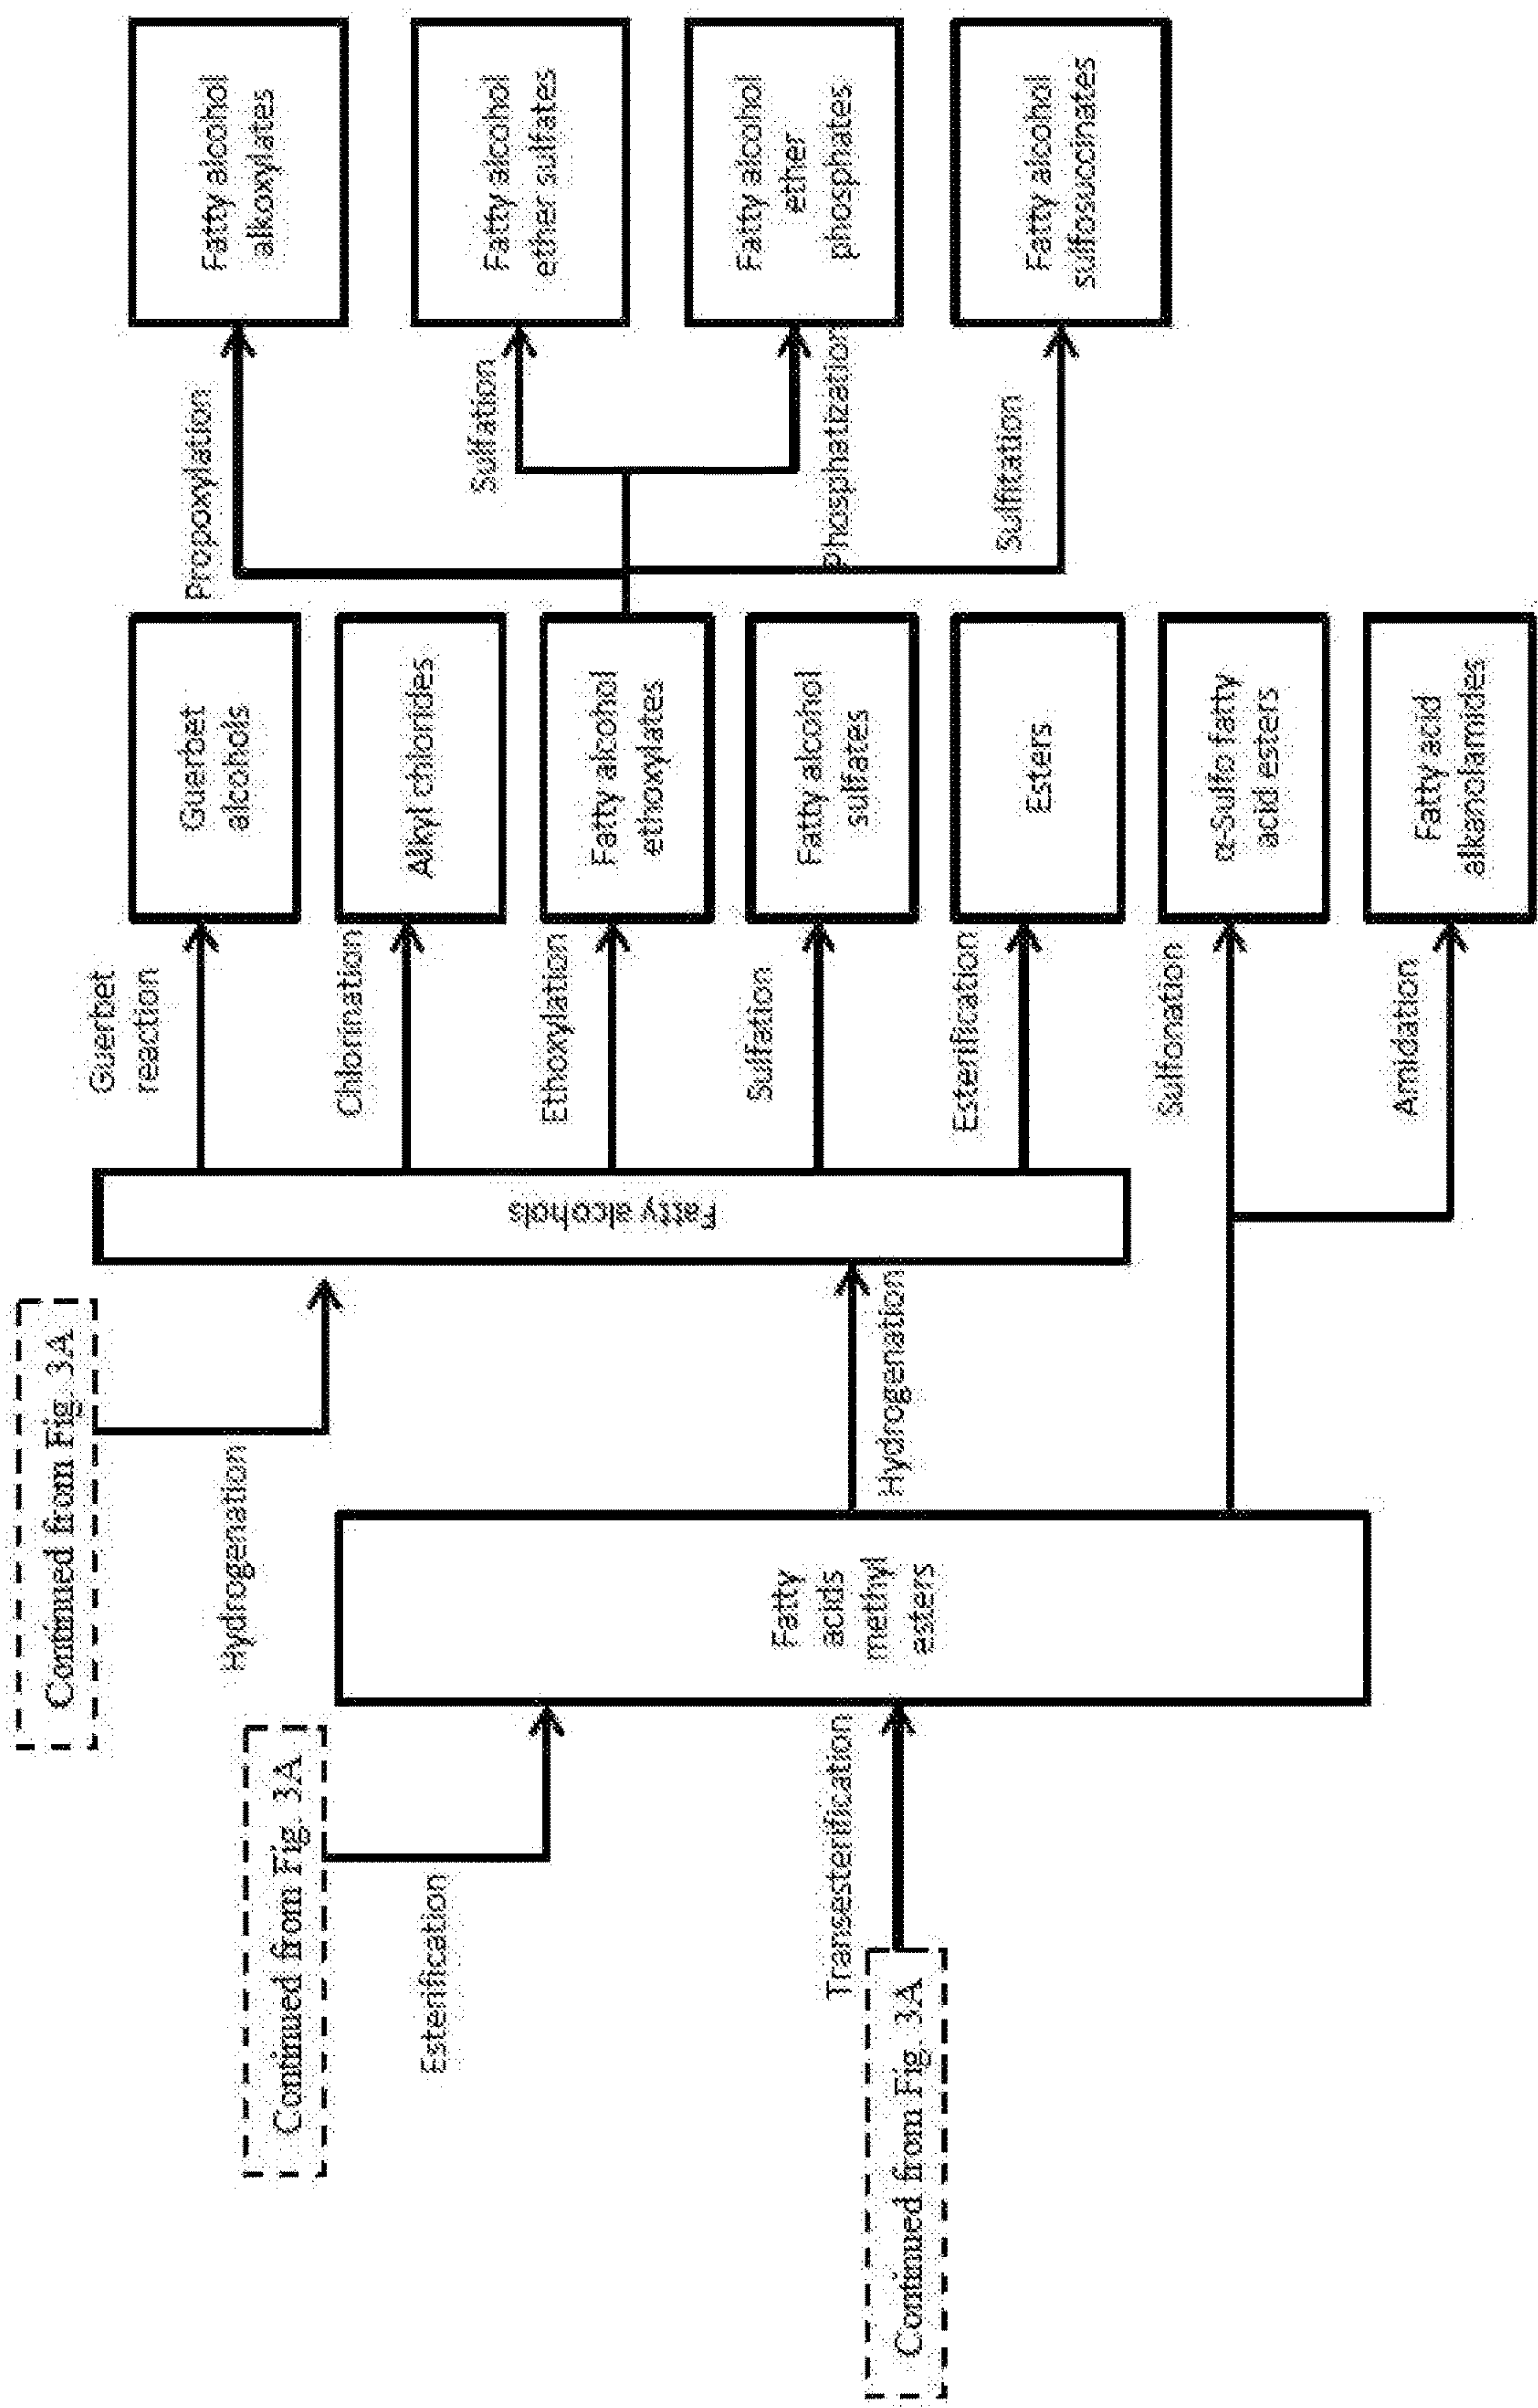 Continued from Fig. 3A
Hydrogenation
Continued from Fig. 3A
Esterification
Continued from Fig. 3A
Transesterification
Fatty
acids
methyl
esters
Hydrogenation
Fatty alcohols
Guerbet
reaction
Chlorination
Ethoxylation
Sulfation
Esterification
Sulfonation
Amidation
Guerbet
alcohols
Alkyl chlorides
Fatty alcohol
ethoxylates
Fatty alcohol
sulfates
Esters
α-Sulfo fatty
acid esters
Fatty acid
alkanolamides
Propoxylation
Sulfation
Phosphatization
Sulfitation
Fatty alcohol
alkoxylates
Fatty alcohol
ether sulfates
Fatty alcohol
ether
phosphates
Fatty alcohol
sulfosuccinates